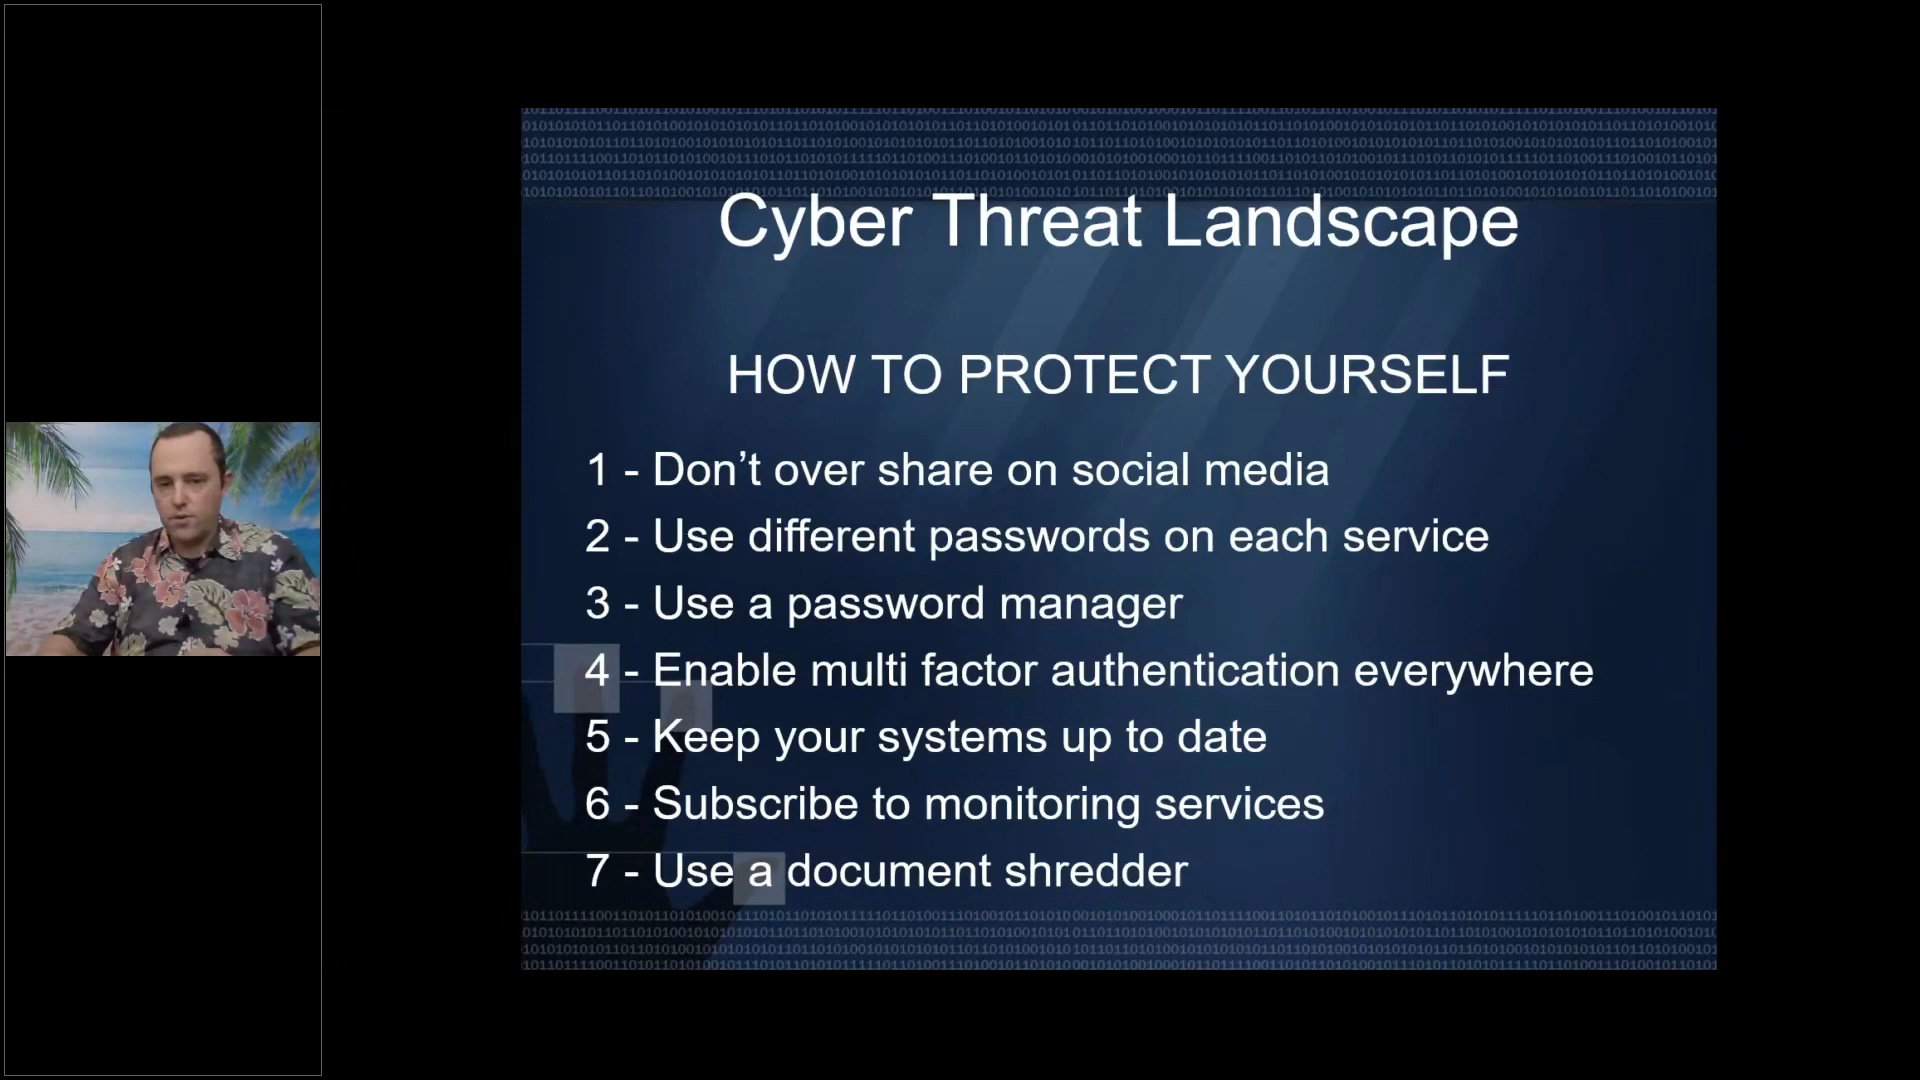 Cyber Threat Landscape
HOW TO PROTECT YOURSELF
1 - Don’t over share on social media
2 - Use different passwords on each service
3 - Use a password manager
4 - Enable multi factor authentication everywhere
5 - Keep your systems up to date
6 - Subscribe to monitoring services
7 - Use a document shredder